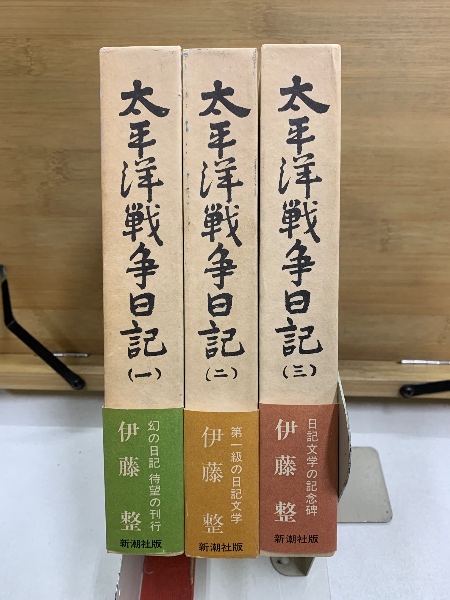 太平洋戦争日記
(一)
幻の日記 待望の刊行
伊藤 整
新潮社版
太平洋戦争日記
(二)
第一級の日記文学
伊藤 整
新潮社版
太平洋戦争日記
(三)
日記文学の記念碑
伊藤 整
新潮社版